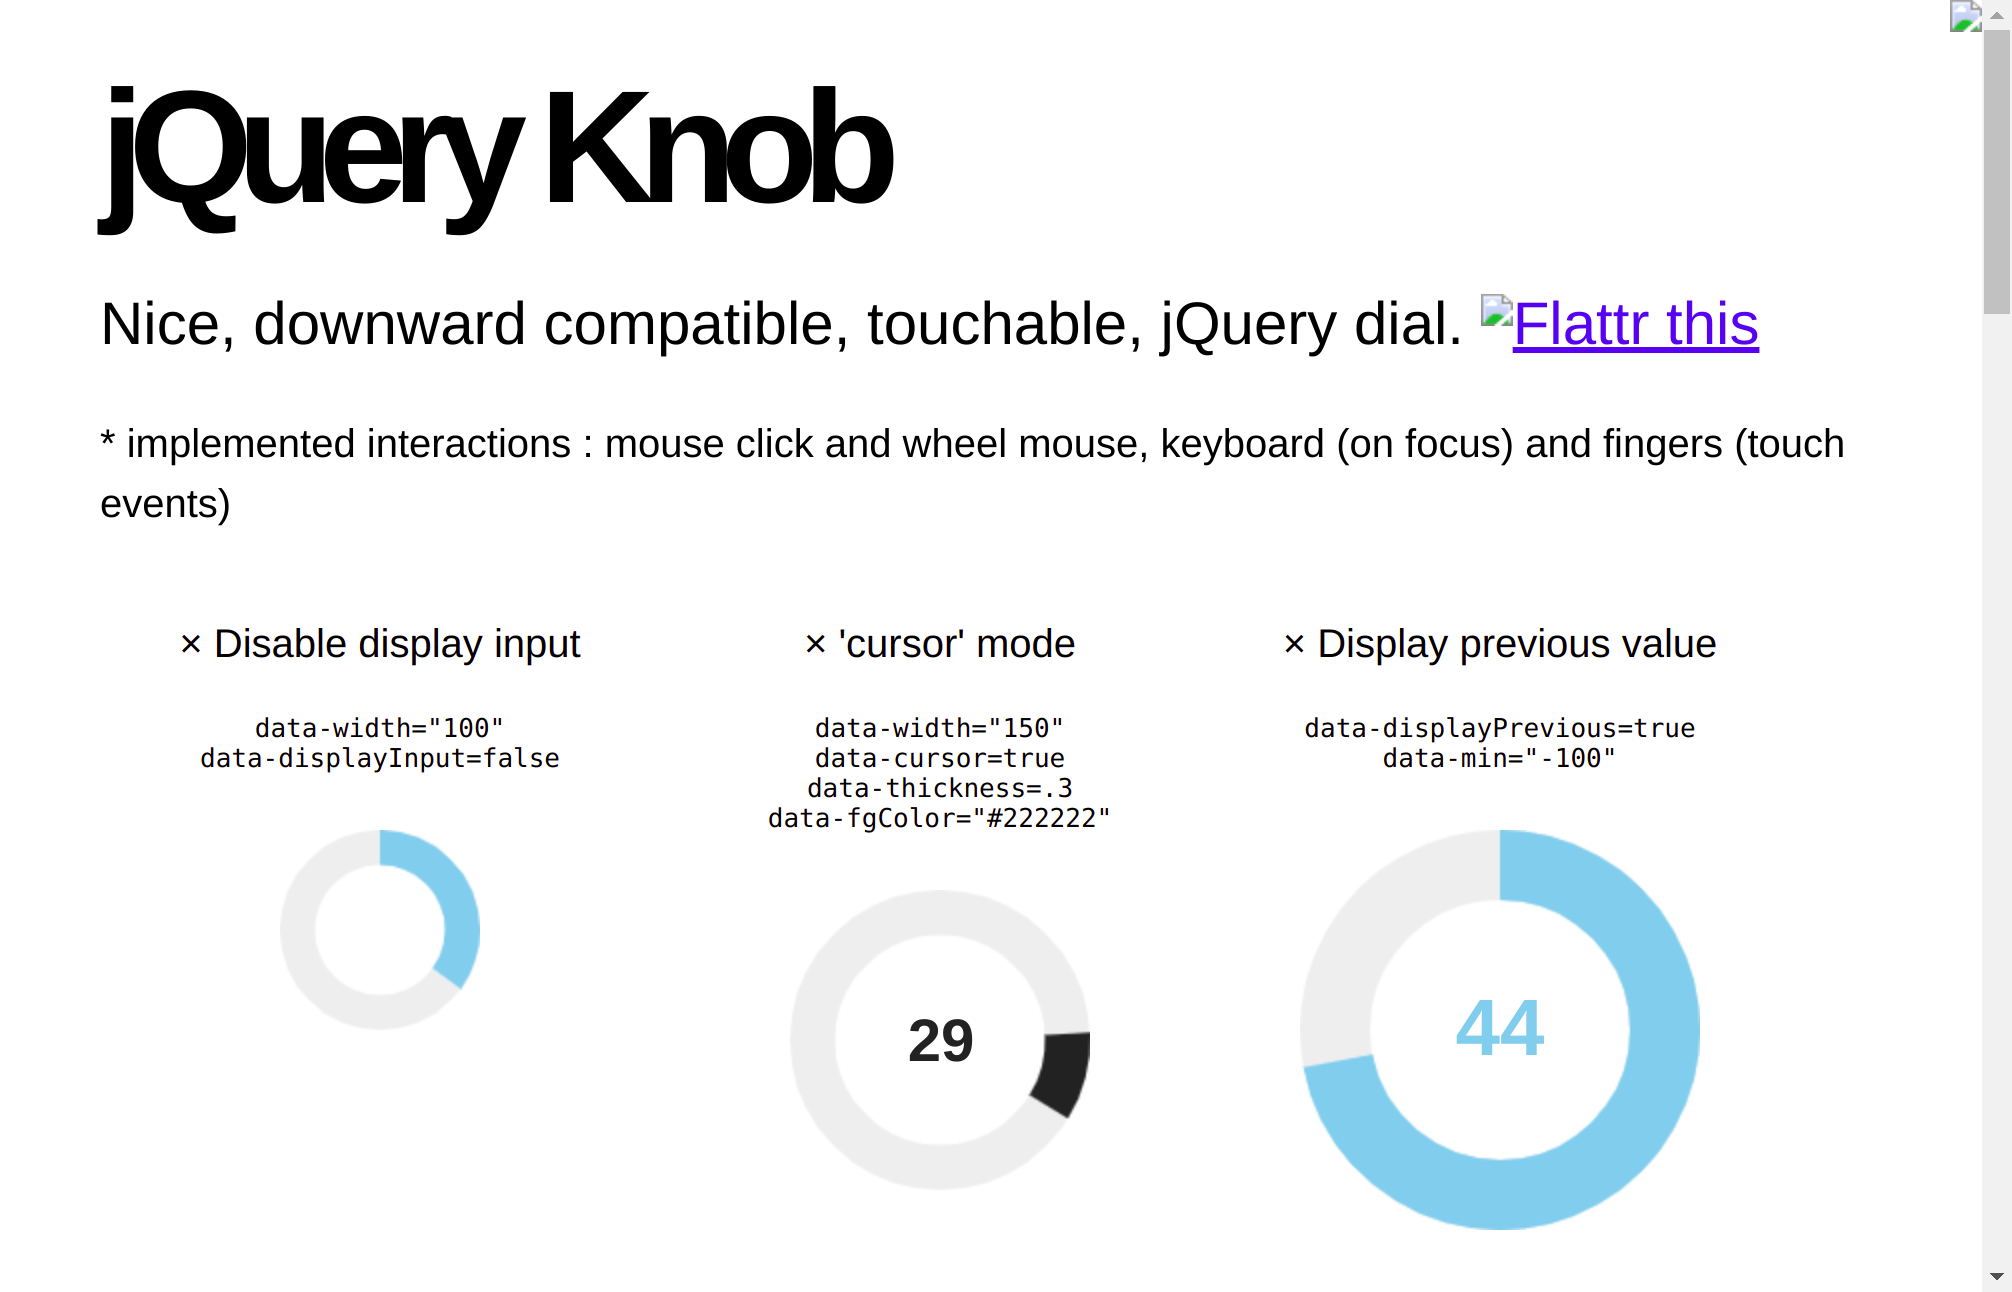 jQuery Knob
Nice, downward compatible, touchable, jQuery dial. Flattr this
* implemented interactions : mouse click and wheel mouse, keyboard (on focus) and fingers (touch
events)
× Disable display input
data-width="100"
data-displayInput=false
× 'cursor' mode
data-width="150"
data-cursor=true
data-thickness=.3
data-fgColor="#222222"
29
× Display previous value
data-displayPrevious=true
data-min="-100"
44